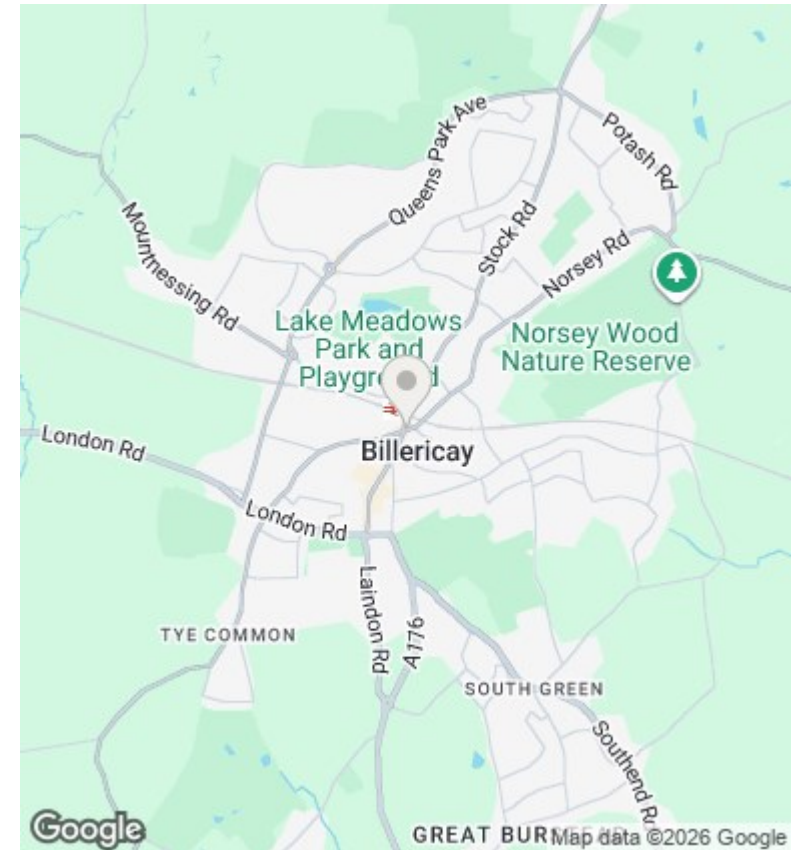 Queens Park Ave
Potash Rd
Stock Rd
Mountnessing Rd
Norsey Rd
Lake Meadows
Park and
Norsey Wood
Nature Reserve
London Rd
Billericay
London Rd
Laindon Rd
TYE COMMON
A176
SOUTH GREEN
Southend Rd
Google
GREAT
Map data ©2026 Google